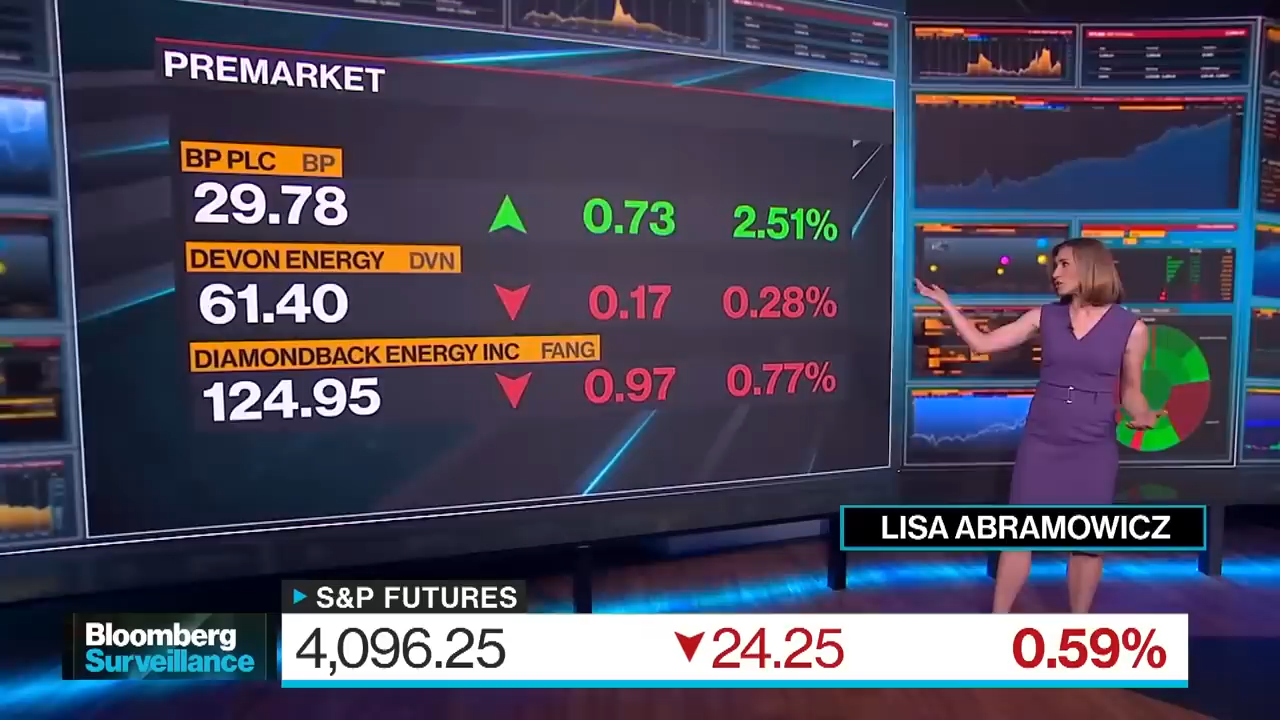 PREMARKET
BP PLC BP
29.78 0.73 2.51%
DEVON ENERGY DVN
61.40 0.17 0.28%
DIAMONDBACK ENERGY INC FANG
124.95 0.97 0.77%
LISA ABRAMOWICZ
S&P FUTURES
Bloomberg
Surveillance
4,096.25 24.25 0.59%